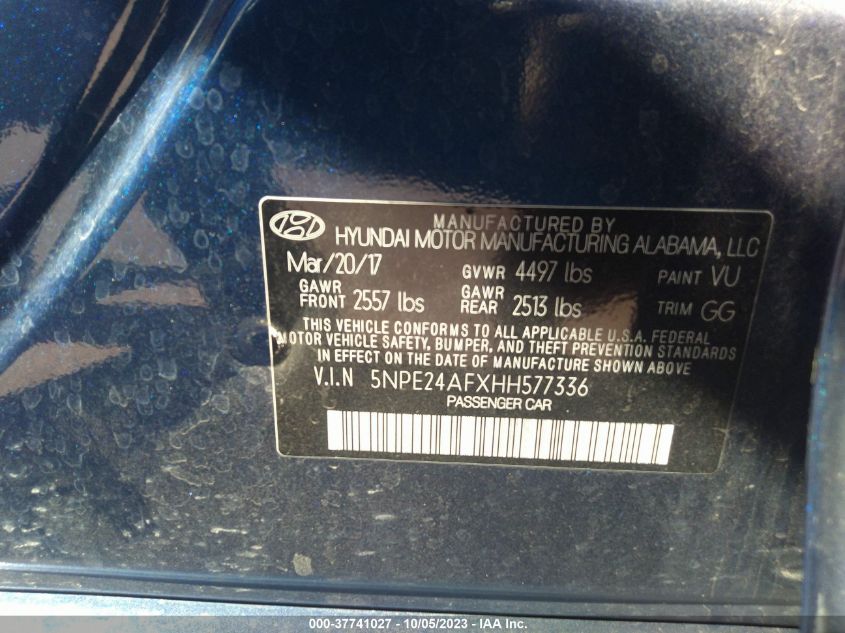 MANUFACTURED BY
HYUNDAI MOTOR MANUFACTURING ALABAMA, LLC
Mar/20/17 GVWR 4497 lbs PAINT VU
GAWR FRONT 2557 lbs GAWR REAR 2513 lbs TRIM GG
THIS VEHICLE CONFORMS TO ALL APPLICABLE U.S.A. FEDERAL
MOTOR VEHICLE SAFETY, BUMPER, AND THEFT PREVENTION STANDARDS
IN EFFECT ON THE DATE OF MANUFACTURE SHOWN ABOVE.
V.I.N 5NPE24AFXHH577336
PASSENGER CAR
000-37741027 - 10/05/2023 - IAA Inc.